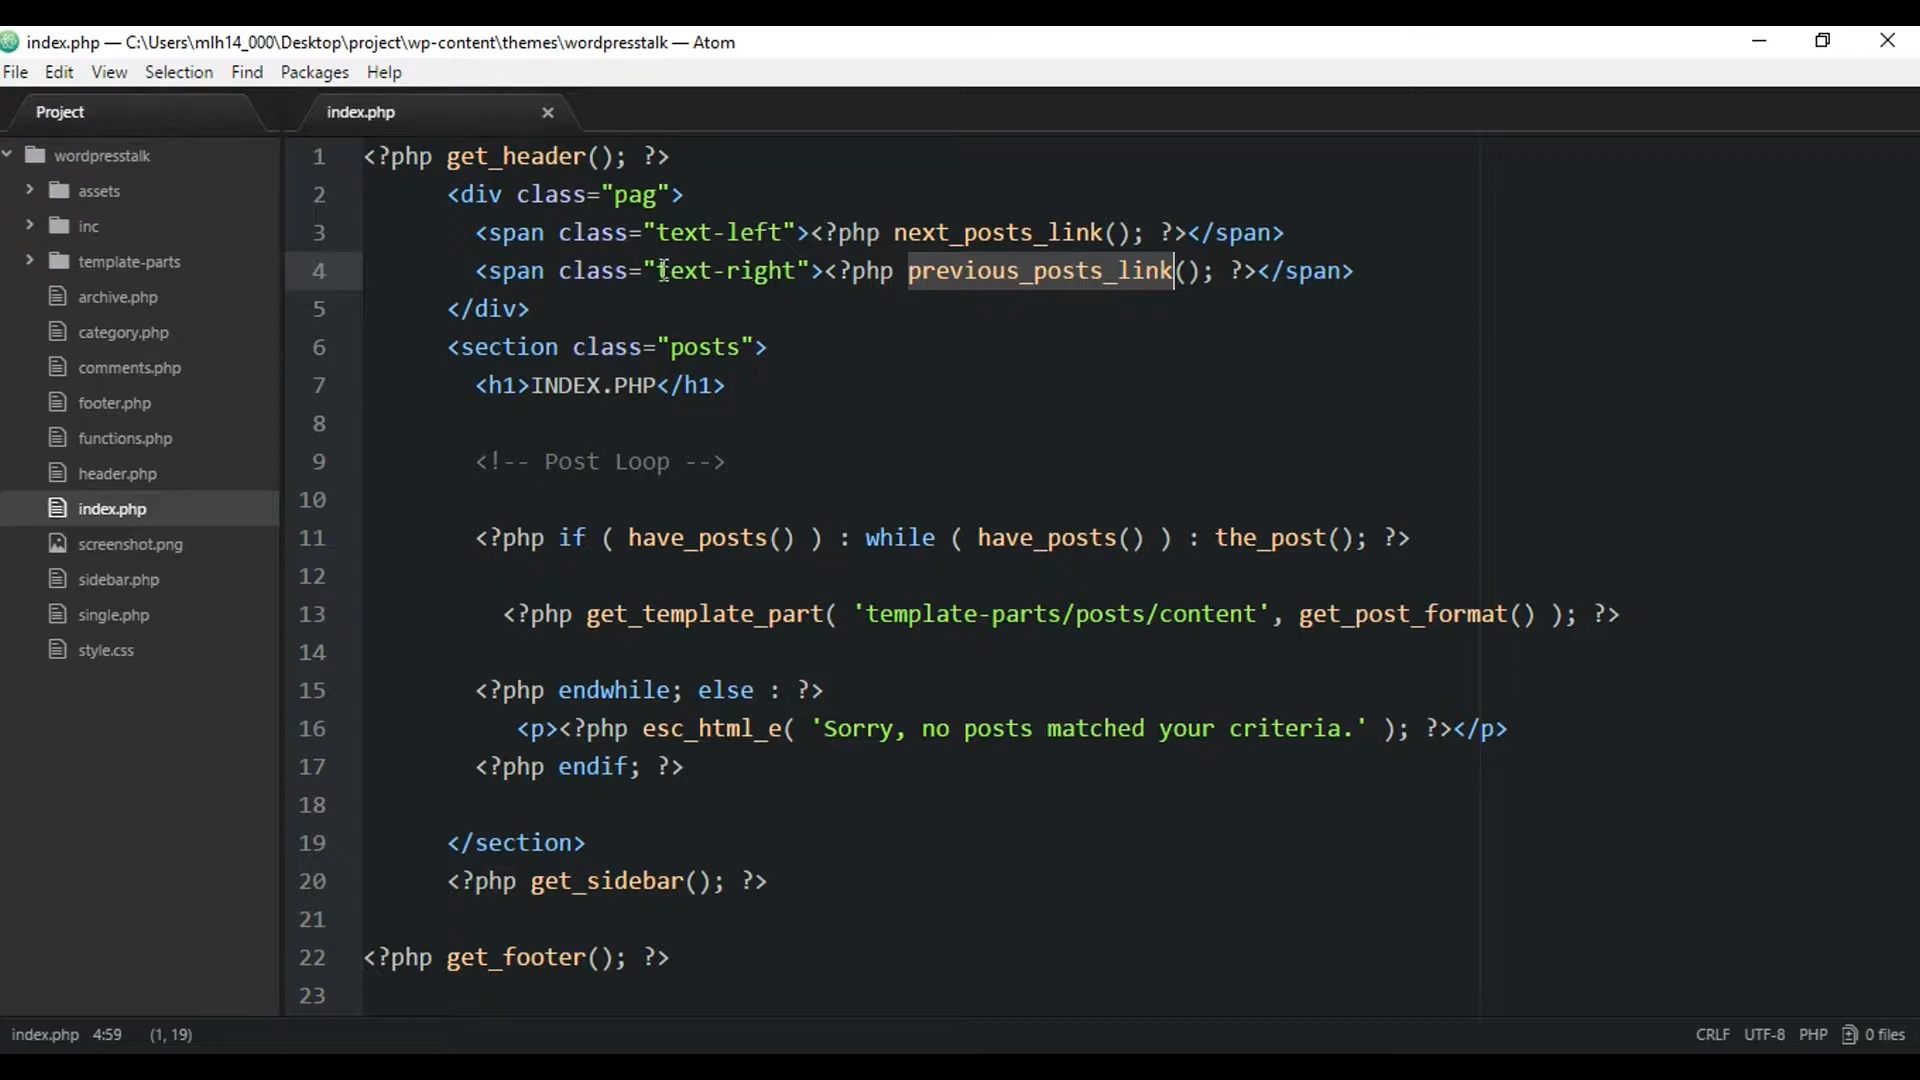 index.php — C:\Users\mlh14_000\Desktop\project\wp-content\themes\wordpresstalk — Atom
File Edit View Selection Find Packages Help
Project
index.php
wordpresstalk
assets
inc
template-parts
archive.php
category.php
comments.php
footer.php
functions.php
header.php
index.php
screenshot.png
sidebar.php
single.php
style.css
1 <?php get_header(); ?>
2 <div class="pag">
3 <span class="text-left"><?php next_posts_link(); ?></span>
4 <span class="text-right"><?php previous_posts_link(); ?></span>
5 </div>
6 <section class="posts">
7 <h1>INDEX.PHP</h1>
8
9 <!-- Post Loop -->
10
11 <?php if ( have_posts() ) : while ( have_posts() ) : the_post(); ?>
12
13 <?php get_template_part( 'template-parts/posts/content', get_post_format() ); ?>
14
15 <?php endwhile; else : ?>
16 <p><?php esc_html_e( 'Sorry, no posts matched your criteria.' ); ?></p>
17 <?php endif; ?>
18
19 </section>
20 <?php get_sidebar(); ?>
21
22 <?php get_footer(); ?>
23
index.php 4:59 (1, 19) CRLF UTF-8 PHP 0 files